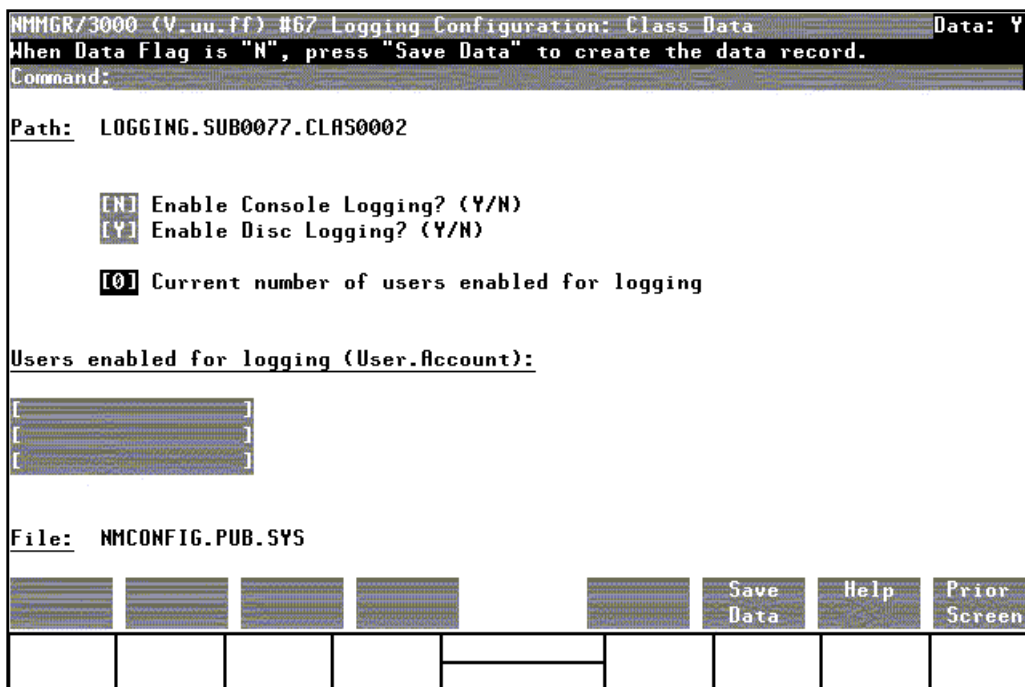 NMMGR/3000 (V.uu.ff) #67 Logging Configuration: Class Data Data: Y
When Data Flag is "N", press "Save Data" to create the data record.
Command:
Path: LOGGING.SUB0077.CLAS0002
[N] Enable Console Logging? (Y/N)
[Y] Enable Disc Logging? (Y/N)
[0] Current number of users enabled for logging
Users enabled for logging (User.Account):
[ ]
[ ]
[ ]
File: NMCONFIG.PUB.SYS
Save Help Prior
Data Screen